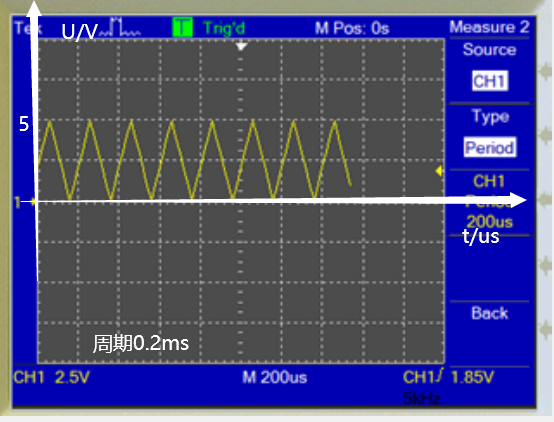 Tek
U/V
T
Trig'd
M Pos: 0s
Measure 2
Source
CH1
Type
Period
CH1
Period
200us
Back
5
1
t/us
周期0.2ms
CH1 2.5V
M 200us
CH1 1.85V
5kHz